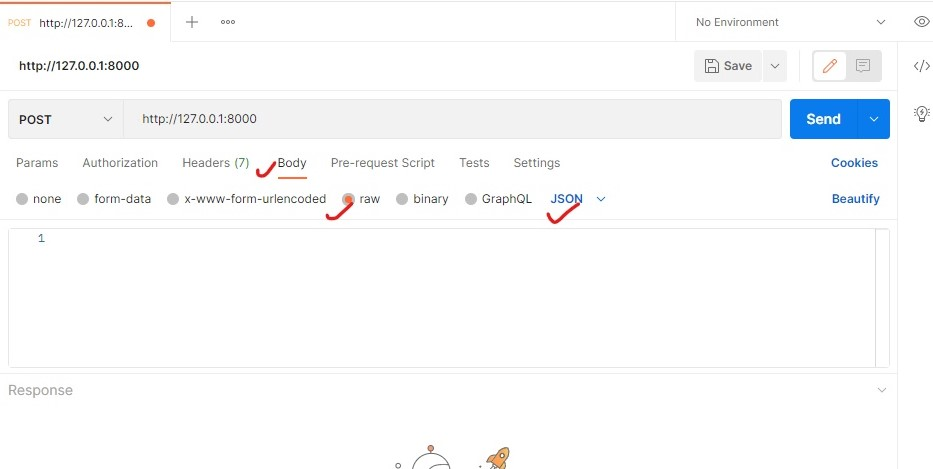 POST http://127.0.0.1:8... No Environment
http://127.0.0.1:8000 Save
POST http://127.0.0.1:8000 Send
Params Authorization Headers (7) Body Pre-request Script Tests Settings Cookies
none form-data x-www-form-urlencoded raw binary GraphQL JSON Beautify
1
Response